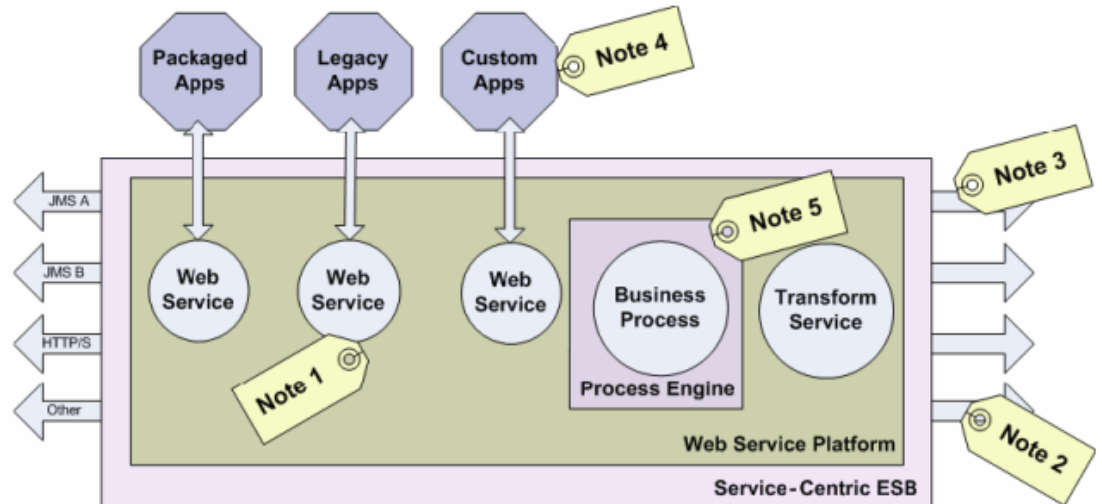 Packaged
Apps
Legacy
Apps
Custom
Apps
Note 4
Note 3
JMS A
Note 5
JMS B
Web
Service
Web
Service
Web
Service
Business
Process
Transform
Service
HTTP/S
Note 1
Process Engine
Other
Note 2
Web Service Platform
Service-Centric ESB